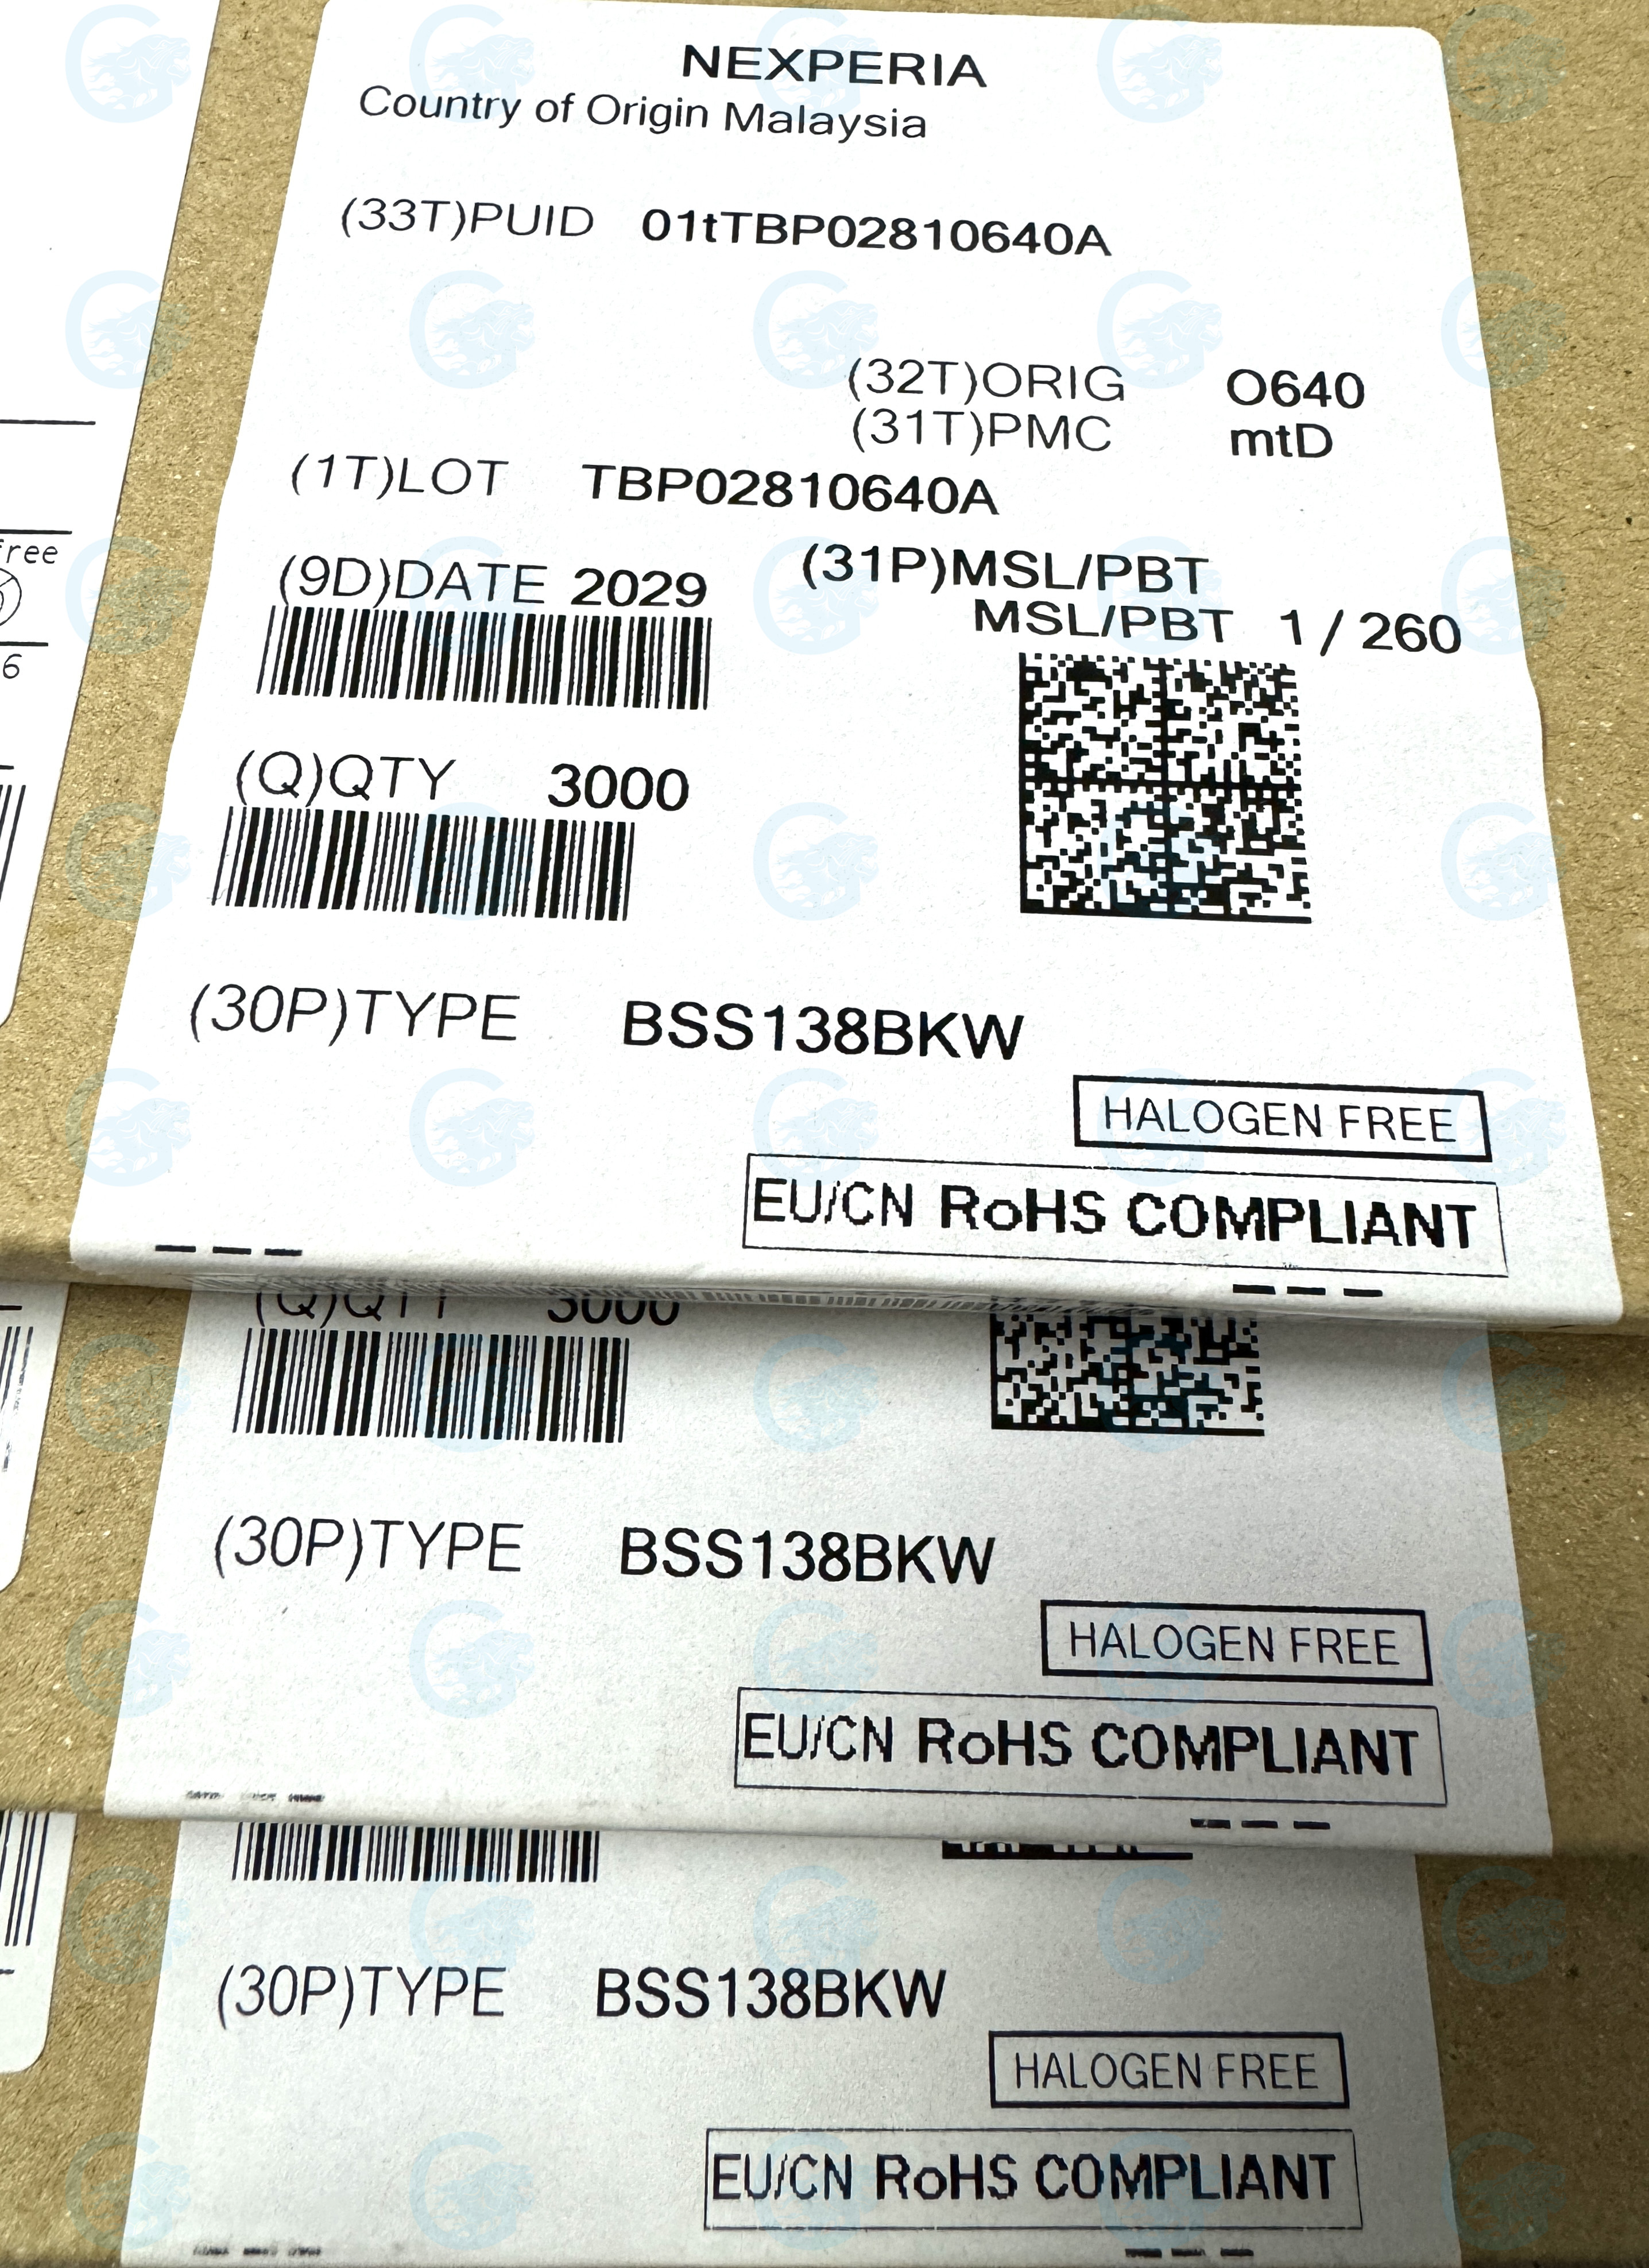 NEXPERIA
Country of Origin Malaysia
(33T)PUID 01tTBP02810640A
(32T)ORIG O640
(31T)PMC mtD
(1T)LOT TBP02810640A
(9D)DATE 2029
(31P)MSL/PBT
MSL/PBT 1 / 260
(Q)QTY 3000
(30P)TYPE BSS138BKW
HALOGEN FREE
EU/CN RoHS COMPLIANT
(Q)QTY 3000
(30P)TYPE BSS138BKW
HALOGEN FREE
EU/CN RoHS COMPLIANT
(30P)TYPE BSS138BKW
HALOGEN FREE
EU/CN RoHS COMPLIANT
free
6